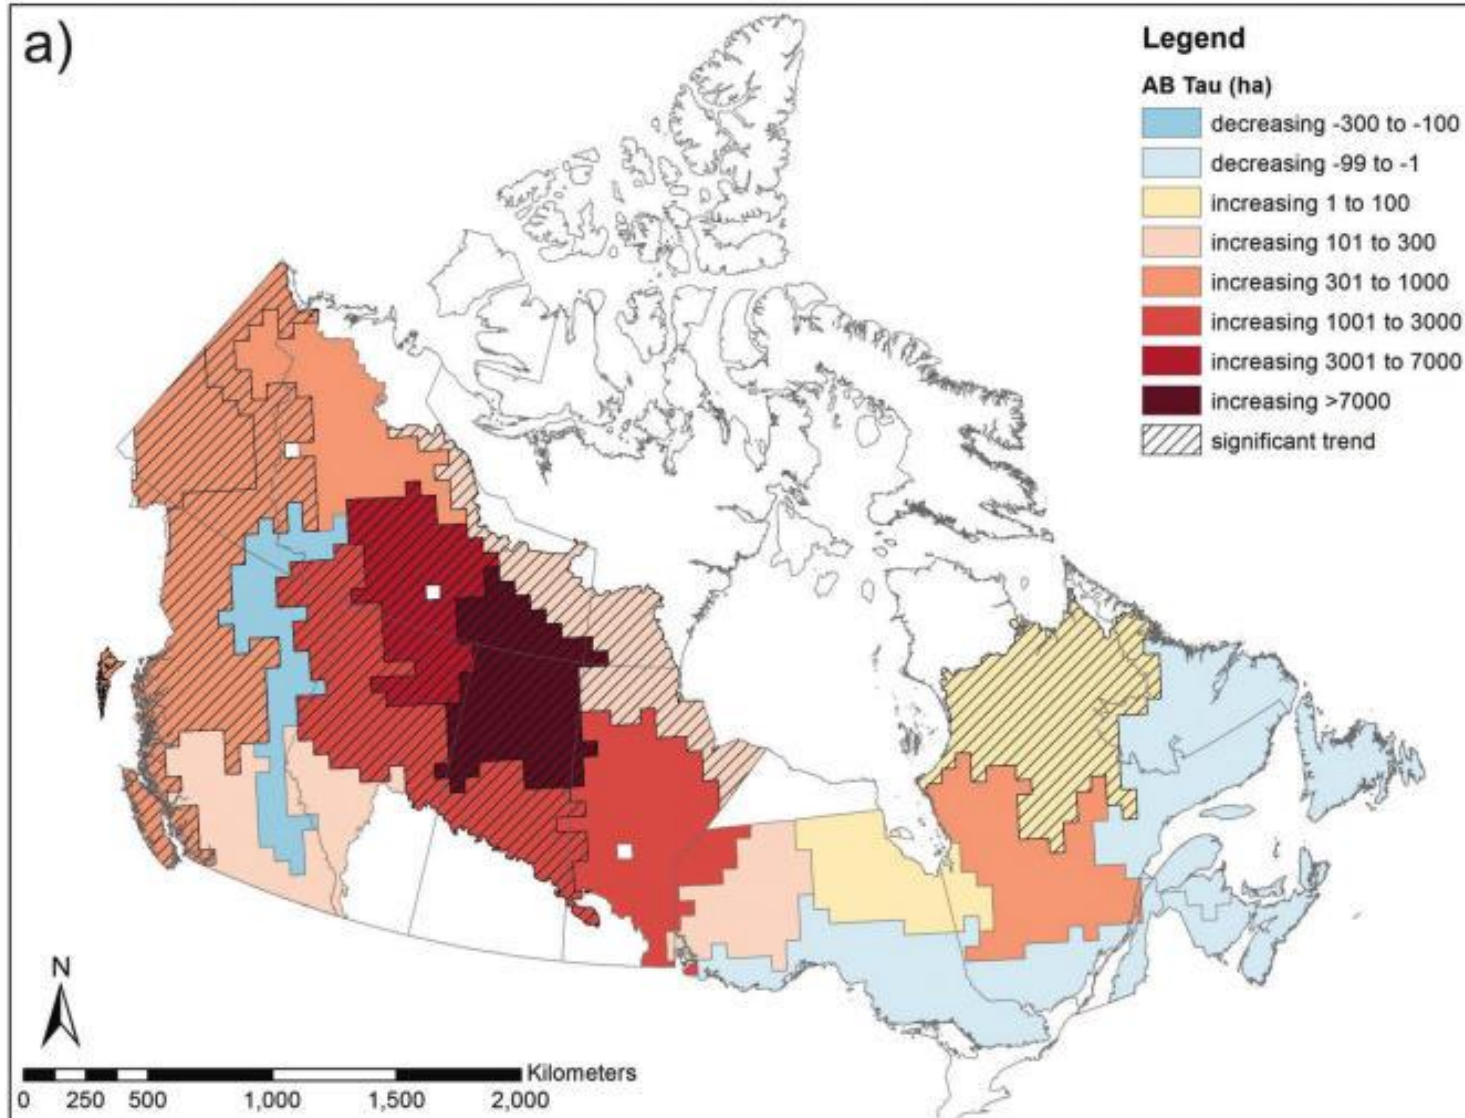 a)
Legend
AB Tau (ha)
decreasing -300 to -100
decreasing -99 to -1
increasing 1 to 100
increasing 101 to 300
increasing 301 to 1000
increasing 1001 to 3000
increasing 3001 to 7000
increasing >7000
significant trend
N
Kilometers
0 250 500 1,000 1,500 2,000